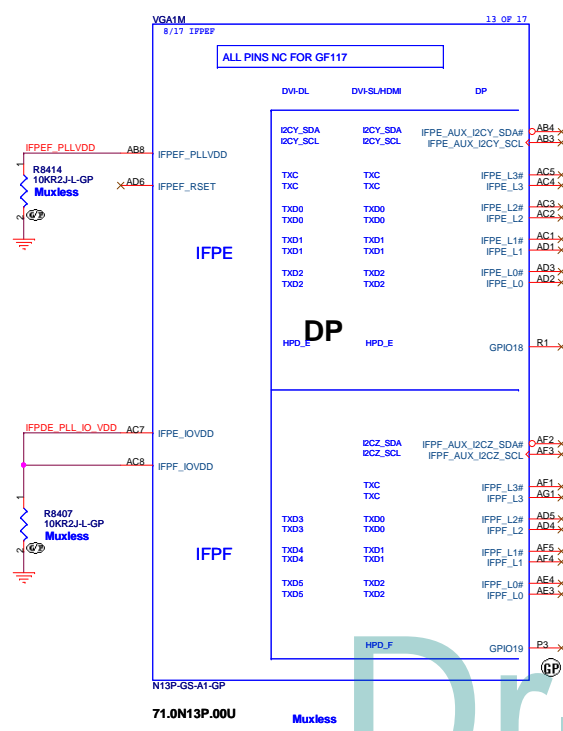 VGA1M 13 OF 17
8/17 IFPEF
ALL PINS NC FOR GF117
DVI-DL DVI-SL/HDMI DP
I2CY_SDA I2CY_SDA IFPE_AUX_I2CY_SDA# AB4
I2CY_SCL I2CY_SCL IFPE_AUX_I2CY_SCL AB3
IFPEF_PLLVDD AB8 IFPEF_PLLVDD
1
R8414
10KR2J-L-GP
Muxless
2
AD6 IFPEF_RSET
TXC TXC IFPE_L3# AC5
TXC TXC IFPE_L3 AC4
TXD0 TXD0 IFPE_L2# AC3
TXD0 TXD0 IFPE_L2 AC2
TXD1 TXD1 IFPE_L1# AC1
TXD1 TXD1 IFPE_L1 AD1
IFPE
TXD2 TXD2 IFPE_L0# AD3
TXD2 TXD2 IFPE_L0 AD2
DP
HPD_E HPD_E GPIO18 R1
IFPDE_PLL_IO_VDD AC7 IFPE_IOVDD
AC8 IFPF_IOVDD
I2CZ_SDA IFPF_AUX_I2CZ_SDA# AF2
I2CZ_SCL IFPF_AUX_I2CZ_SCL AF3
TXC IFPF_L3# AF1
TXC IFPF_L3 AG1
1
R8407
10KR2J-L-GP
Muxless
2
TXD3 TXD0 IFPF_L2# AD5
TXD3 TXD0 IFPF_L2 AD4
IFPF
TXD4 TXD1 IFPF_L1# AF5
TXD4 TXD1 IFPF_L1 AF4
TXD5 TXD2 IFPF_L0# AE4
TXD5 TXD2 IFPF_L0 AE3
HPD_F GPIO19 P3
GP
N13P-GS-A1-GP
71.0N13P.00U
Muxless